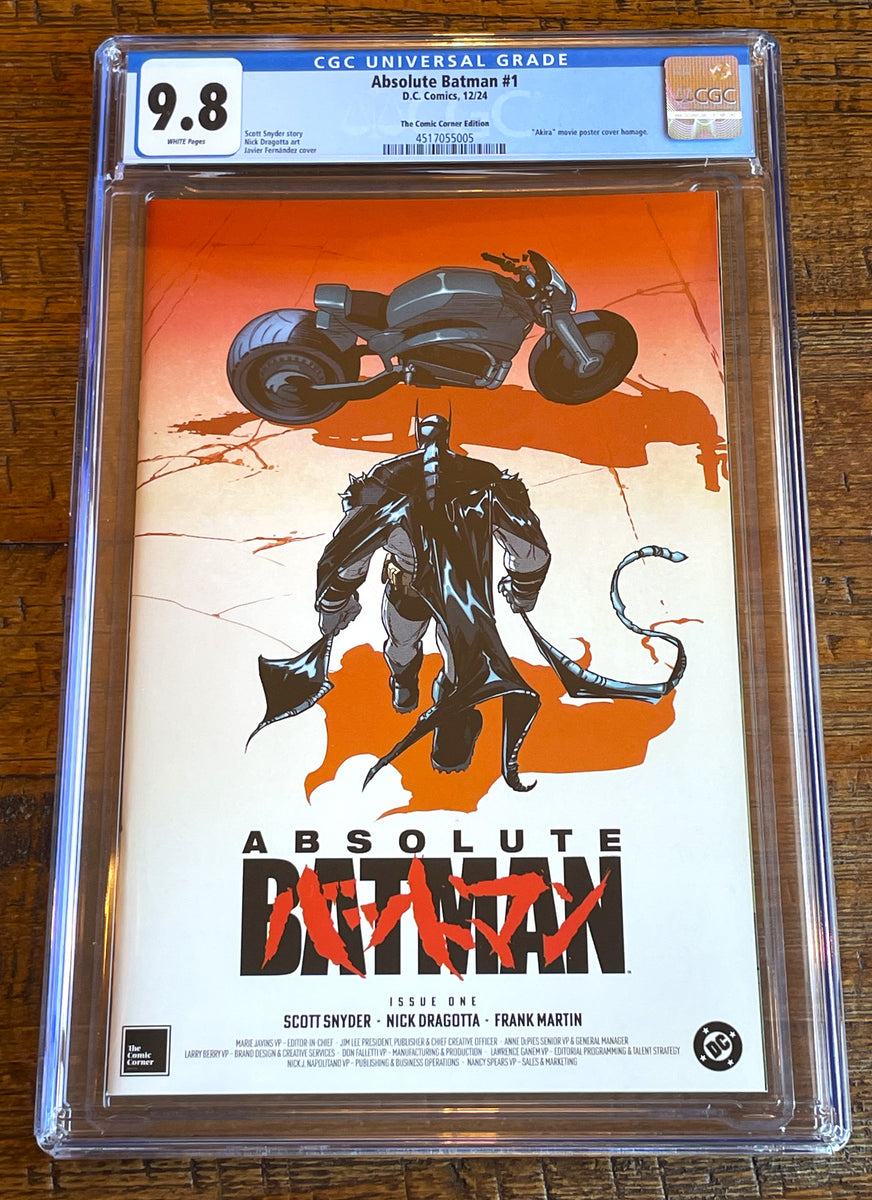 CGC UNIVERSAL GRADE
9.8
WHITE Pages
Absolute Batman #1
D.C. Comics, 12/24
The Comic Corner Edition
Scott Snyder story
Nick Dragotta art
Javier Fernández cover
4517055005
"Akira" movie poster cover homage.
CGC
ABSOLUTE
BATMAN
バットマン
ISSUE ONE
SCOTT SNYDER • NICK DRAGOTTA • FRANK MARTIN
MARIE JAVINS VP – EDITOR-IN-CHIEF • JIM LEE PRESIDENT, PUBLISHER & CHIEF CREATIVE OFFICER • ANNE DePIES SENIOR VP & GENERAL MANAGER
LARRY BERRY VP – BRAND DESIGN & CREATIVE SERVICES • DON FALLETTI VP – MANUFACTURING & PRODUCTION • LAWRENCE GANEM VP – EDITORIAL PROGRAMMING & TALENT STRATEGY
NICK J. NAPOLITANO VP – PUBLISHING & BUSINESS OPERATIONS • NANCY SPEARS VP – SALES & MARKETING
The
Comic
Corner
DC